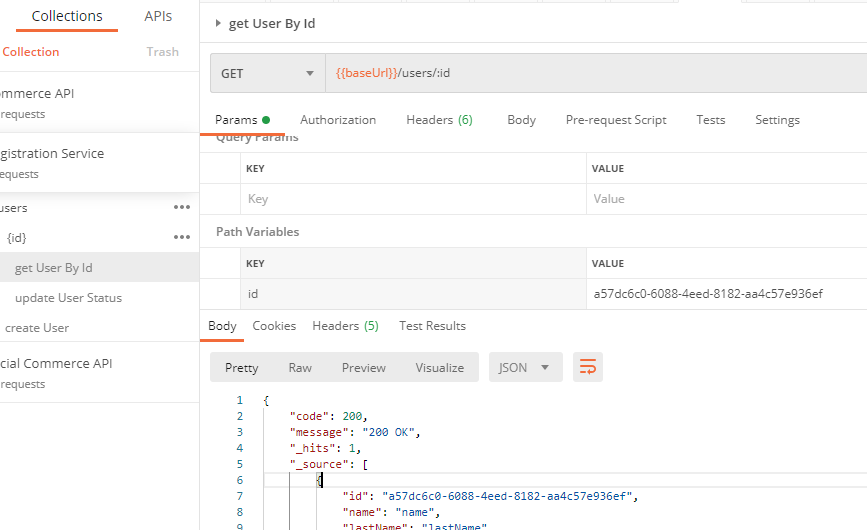 Collections APIs
Collection Trash
ommerce API
requests
gistration Service
equests
users
{id}
get User By Id
update User Status
create User
cial Commerce API
requests
get User By Id
GET {{baseUrl}}/users/:id
Params Authorization Headers (6) Body Pre-request Script Tests Settings
Query Params
KEY VALUE
Key Value
Path Variables
KEY VALUE
id a57dc6c0-6088-4eed-8182-aa4c57e936ef
Body Cookies Headers (5) Test Results
Pretty Raw Preview Visualize JSON
1 {
2 "code": 200,
3 "message": "200 OK",
4 "_hits": 1,
5 "_source": [
6 {
7 "id": "a57dc6c0-6088-4eed-8182-aa4c57e936ef",
8 "name": "name",
9 "lastName": "lastName"